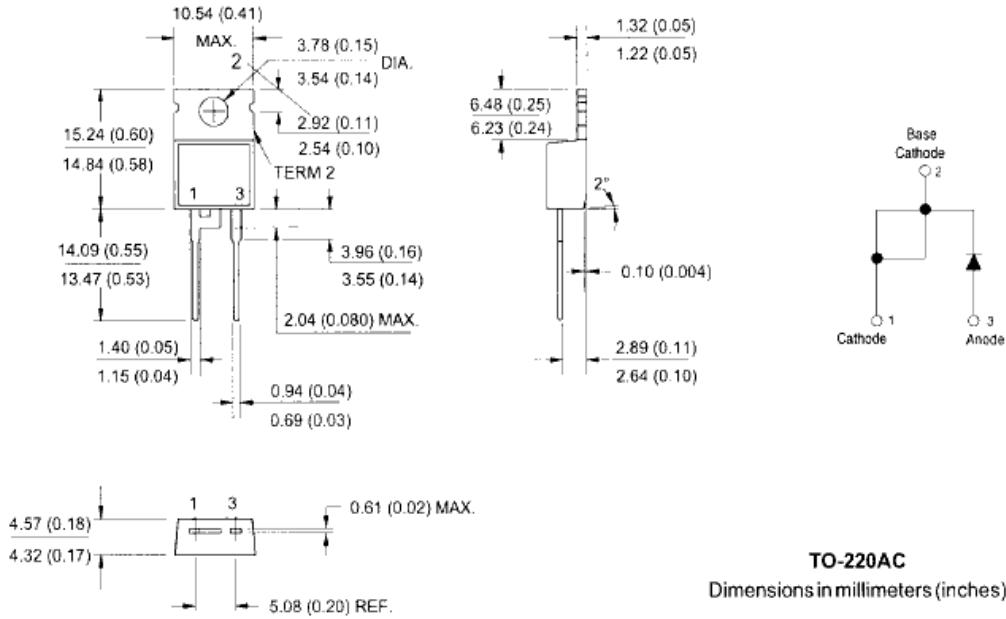 10.54 (0.41)
MAX.
2
3.78 (0.15)
3.54 (0.14)
DIA.
15.24 (0.60)
14.84 (0.58)
2.92 (0.11)
2.54 (0.10)
TERM 2
1 3
14.09 (0.55)
13.47 (0.53)
3.96 (0.16)
3.55 (0.14)
2.04 (0.080) MAX.
1.40 (0.05)
1.15 (0.04)
0.94 (0.04)
0.69 (0.03)
1.32 (0.05)
1.22 (0.05)
6.48 (0.25)
6.23 (0.24)
2°
0.10 (0.004)
2.89 (0.11)
2.64 (0.10)
Base
Cathode
2
1
Cathode
3
Anode
4.57 (0.18)
4.32 (0.17)
1 3
0.61 (0.02) MAX.
5.08 (0.20) REF.
TO-220AC
Dimensions in millimeters (inches)